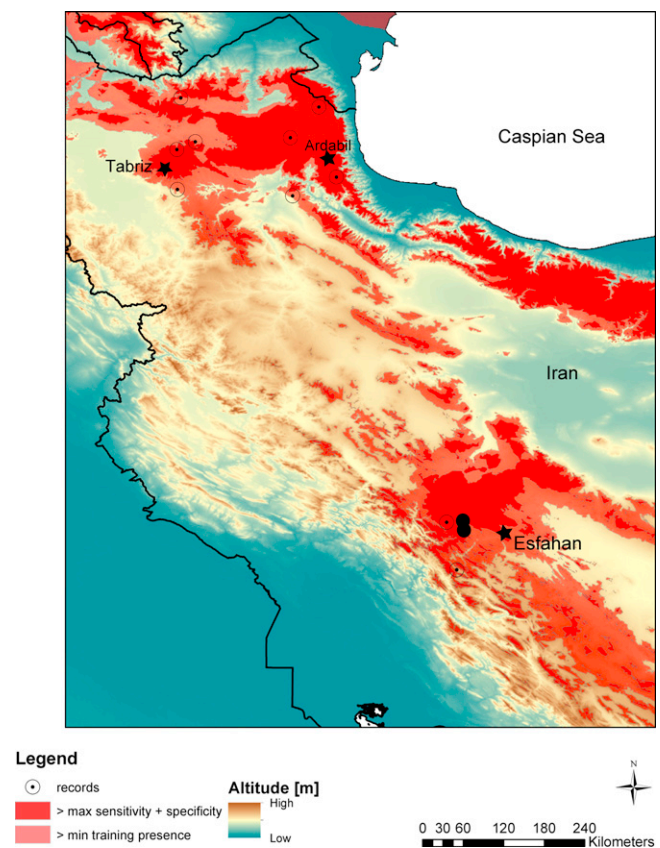 Caspian Sea
Ardabil
Tabriz
Iran
Esfahan
Legend
records
> max sensitivity + specificity
> min training presence
Altitude [m]
High
Low
N
0 30 60 120 180 240
Kilometers